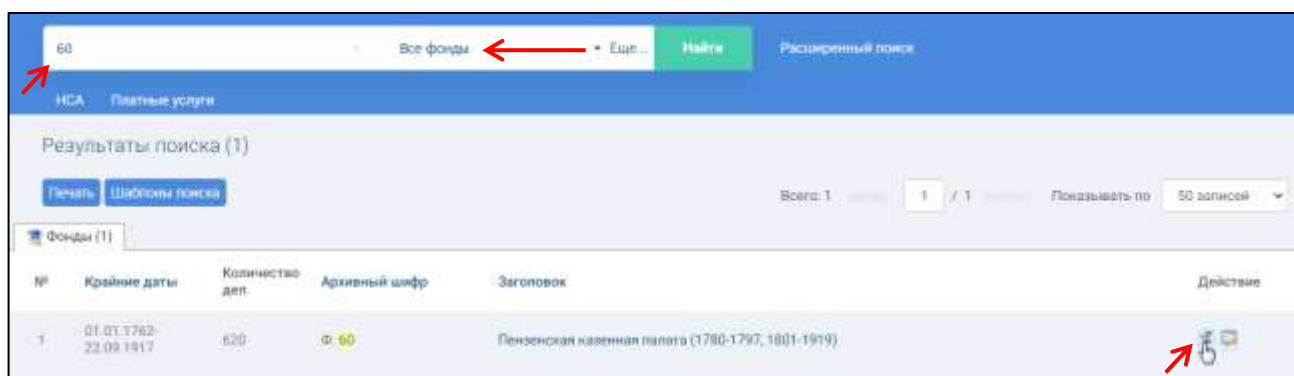 60 Все фонды Еще... Найти Расширенный поиск
НСА Платные услуги
Результаты поиска (1)
Печать Шаблоны поиска Всего: 1 1 / 1 Показывать по 50 записей
Фонды (1)
№ Крайние даты Количество дел Архивный шифр Заголовок Действие
1 01.01.1762-22.09.1917 620 Ф. 60 Пензенская казенная палата (1780-1797, 1801-1919)